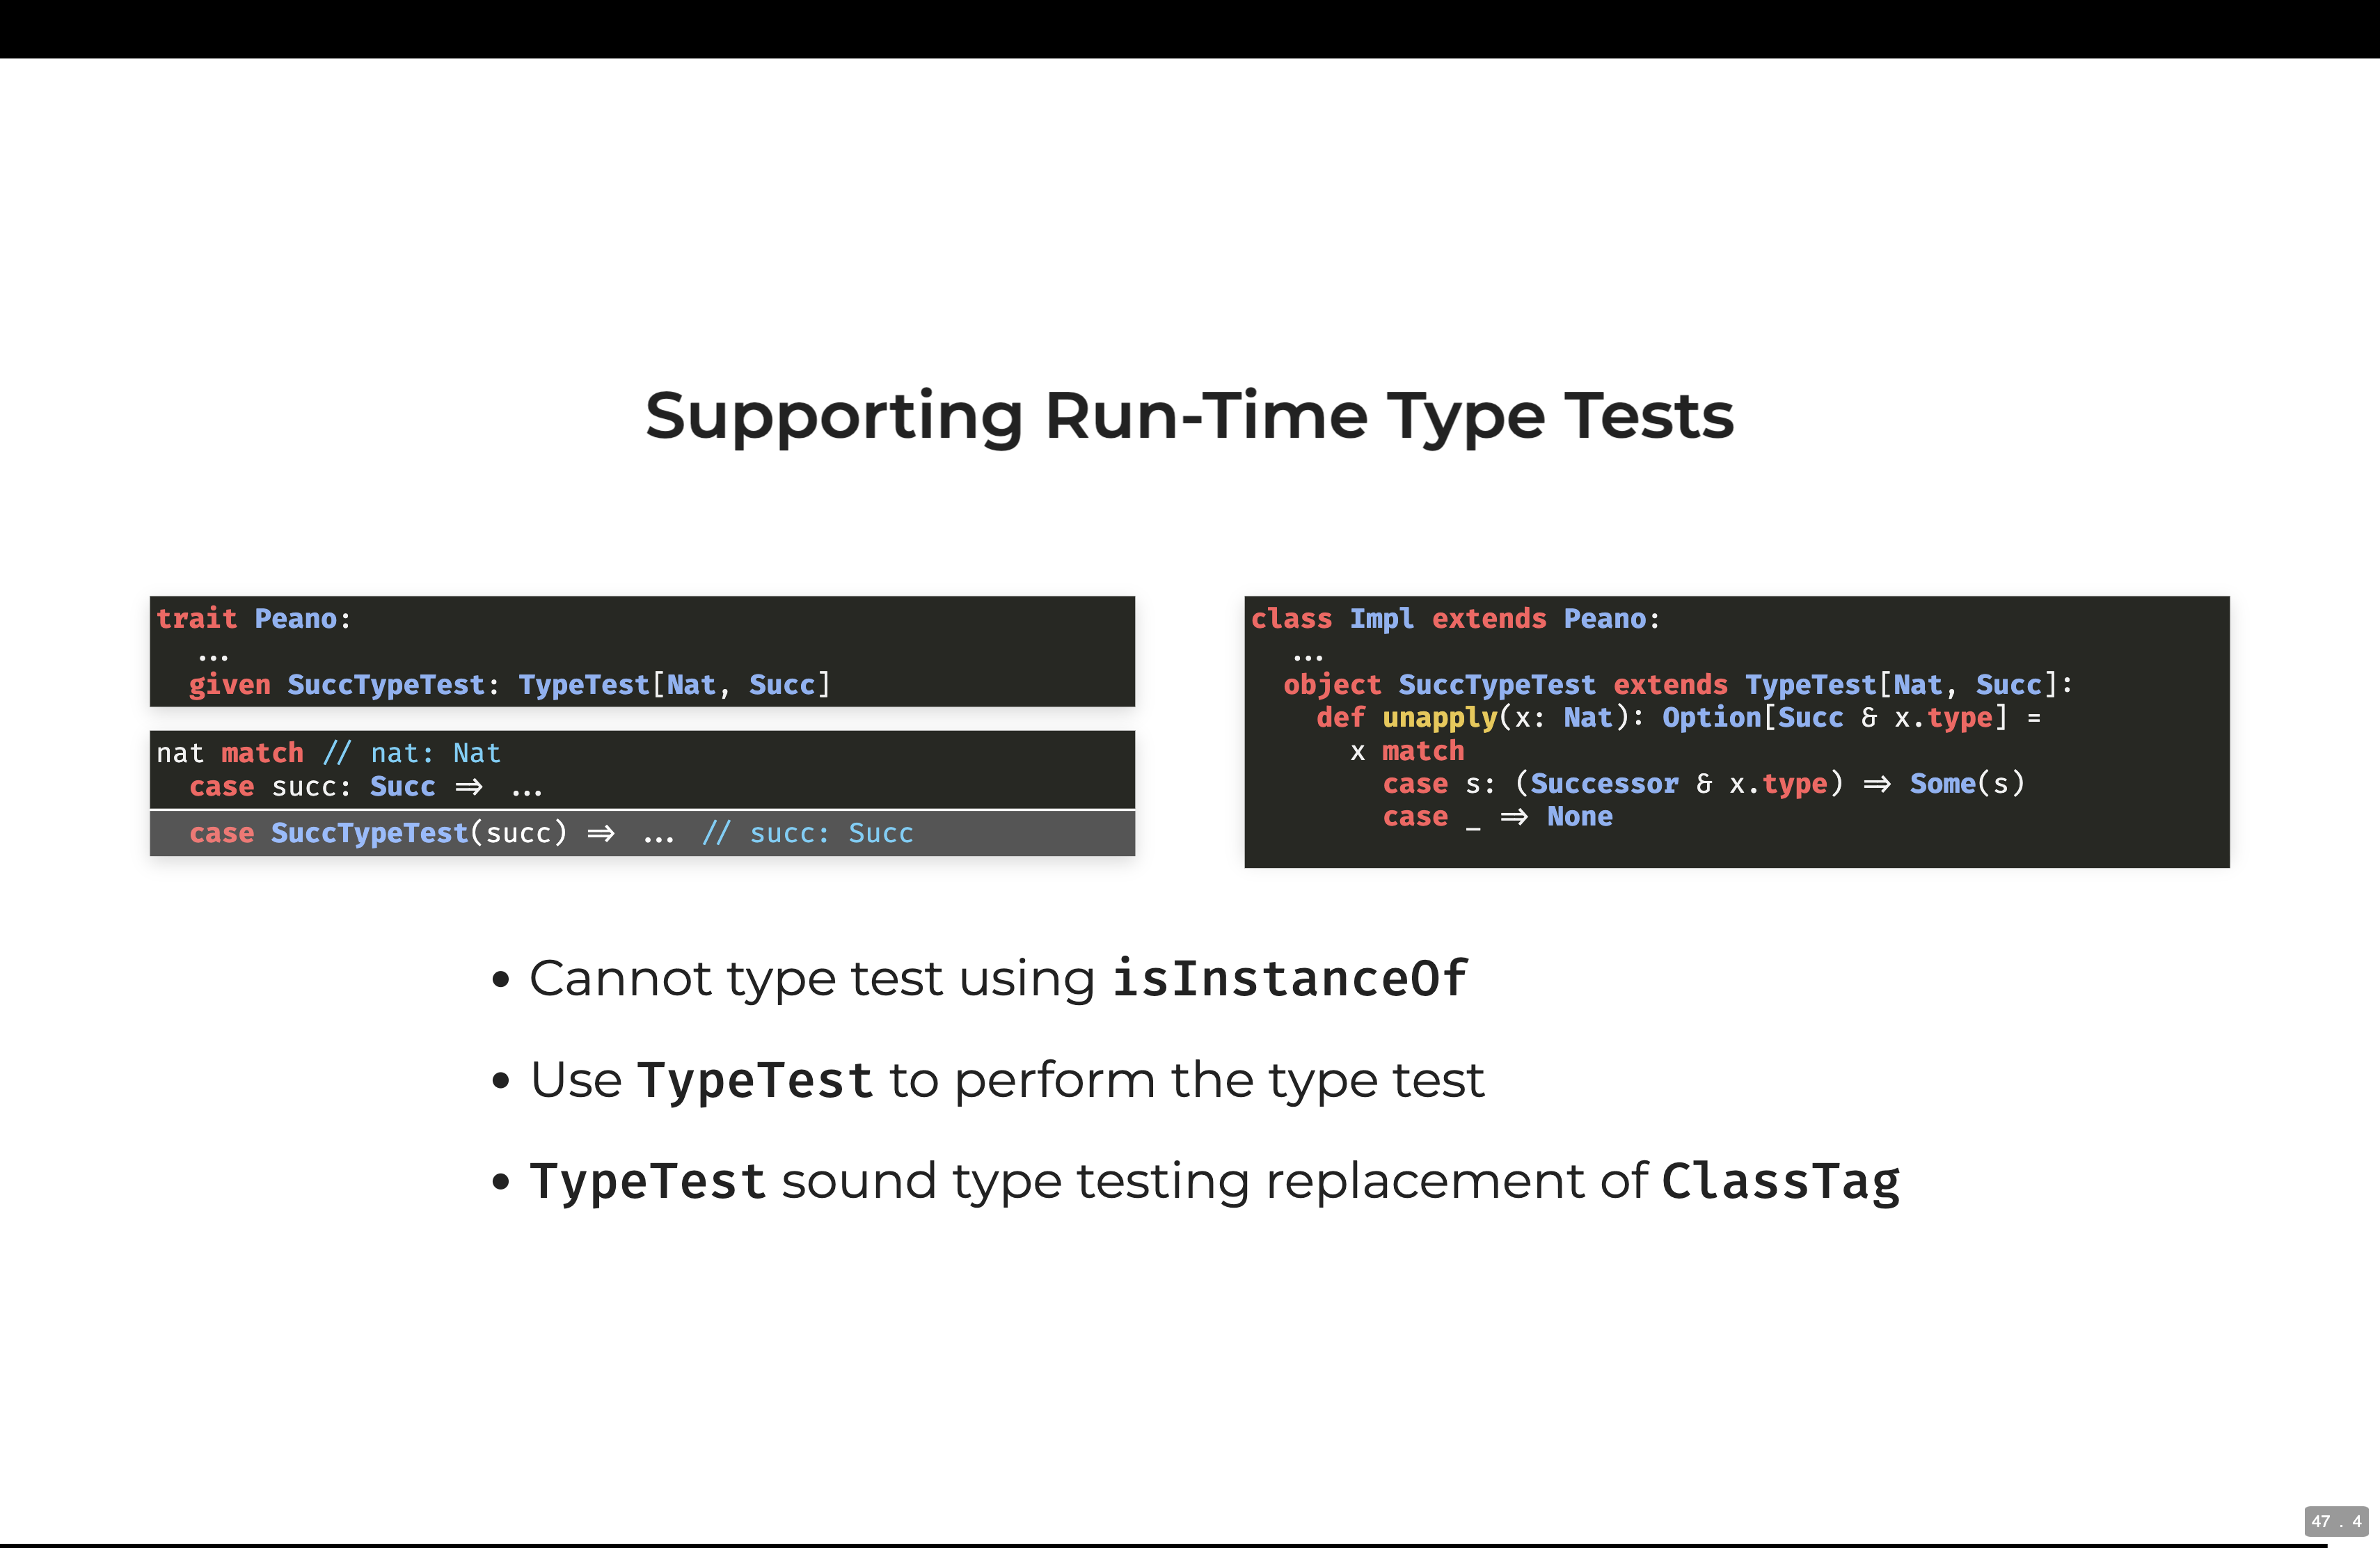 Supporting Run-Time Type Tests
trait Peano:
  ...
  given SuccTypeTest: TypeTest[Nat, Succ]
nat match // nat: Nat
  case succ: Succ ⇒ ...
  case SuccTypeTest(succ) ⇒ ... // succ: Succ
class Impl extends Peano:
  ...
  object SuccTypeTest extends TypeTest[Nat, Succ]:
    def unapply(x: Nat): Option[Succ & x.type] =
      x match
        case s: (Successor & x.type) ⇒ Some(s)
        case _ ⇒ None
• Cannot type test using isInstanceOf
• Use TypeTest to perform the type test
• TypeTest sound type testing replacement of ClassTag
47 . 4